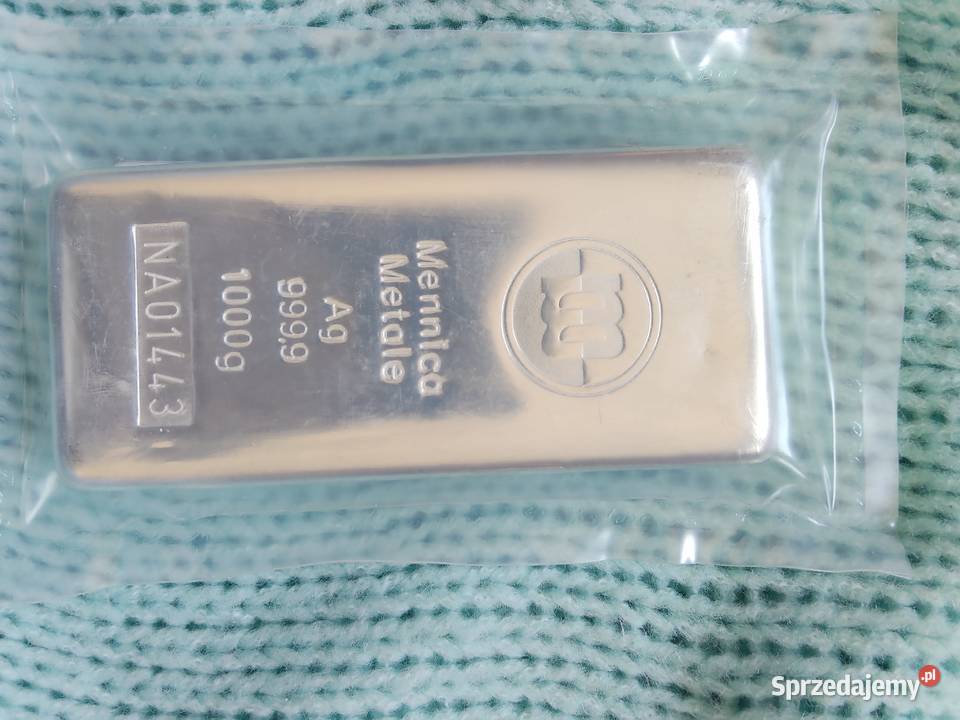 Mennica
Metale
Ag
999,9
1000g
NA01443
Sprzedajemy.pl